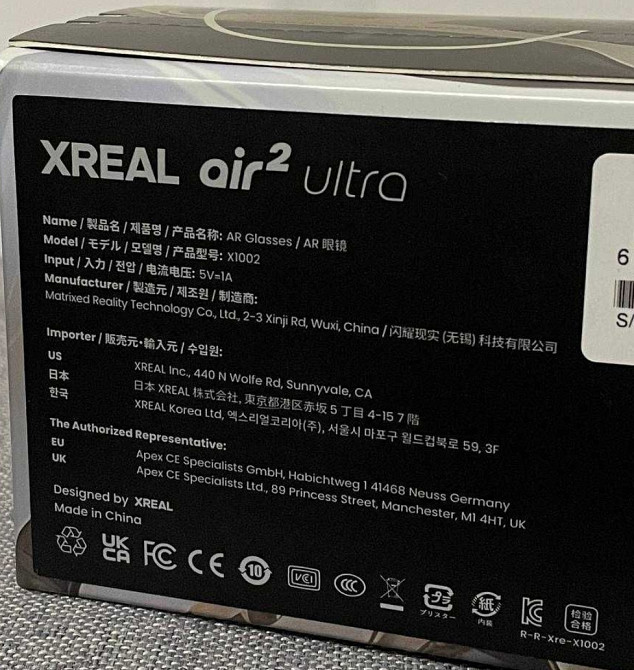 XREAL air² ultra
Name / 製品名 / 제품명 / 产品名称: AR Glasses / AR 眼镜
Model / モデル / 모델명 / 产品型号: X1002
Input / 入力 / 전압 / 电流电压: 5V=1A
Manufacturer / 製造元 / 제조원 / 制造商:
Matrixed Reality Technology Co., Ltd., 2-3 Xinji Rd, Wuxi, China / 闪耀现实 (无锡) 科技有限公司
Importer / 販売元・輸入元 / 수입원:
US XREAL Inc., 440 N Wolfe Rd, Sunnyvale, CA
日本 日本 XREAL 株式会社, 東京都港区赤坂 5 丁目 4-15 7 階
한국 XREAL Korea Ltd, 엑스리얼코리아(주), 서울시 마포구 월드컵북로 59, 3F
The Authorized Representative:
EU Apex CE Specialists GmbH, Habichtweg 1 41468 Neuss Germany
UK Apex CE Specialists Ltd., 89 Princess Street, Manchester, M1 4HT, UK
Designed by XREAL
Made in China
UK CA FC CE 10 VCCI CCC プラ 紙 KC 检验合格
ブリスター 内装 R-R-Xre-X1002
6
S/